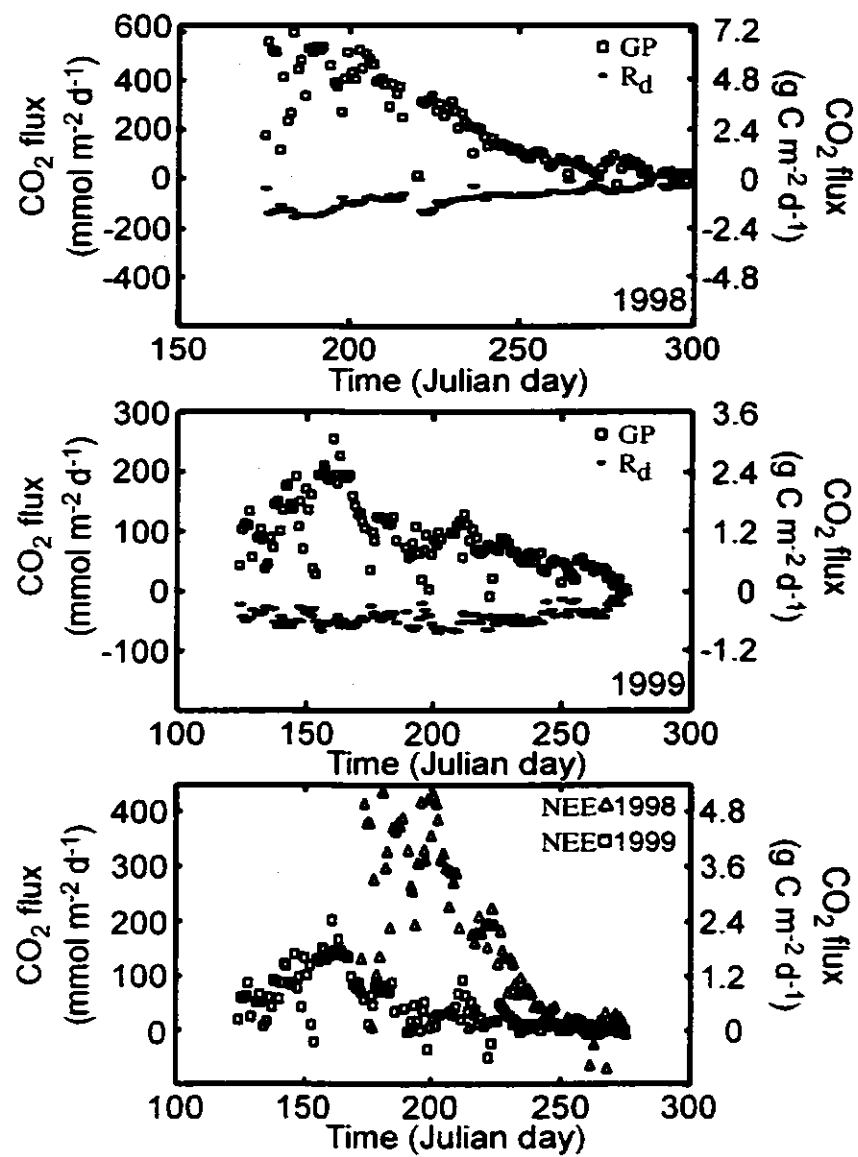 600
400
200
0
-200
-400
7.2
4.8
2.4
0
-2.4
-4.8
CO2 flux
(mmol m-2 d-1)
CO2 flux
(g C m-2 d-1)
GP
Rd
1998
150 200 250 300
Time (Julian day)
300
200
100
0
-100
3.6
2.4
1.2
0
-1.2
CO2 flux
(mmol m-2 d-1)
CO2 flux
(g C m-2 d-1)
GP
Rd
1999
100 150 200 250 300
Time (Julian day)
400
300
200
100
0
4.8
3.6
2.4
1.2
0
CO2 flux
(mmol m-2 d-1)
CO2 flux
(g C m-2 d-1)
NEE 1998
NEE 1999
100 150 200 250 300
Time (Julian day)